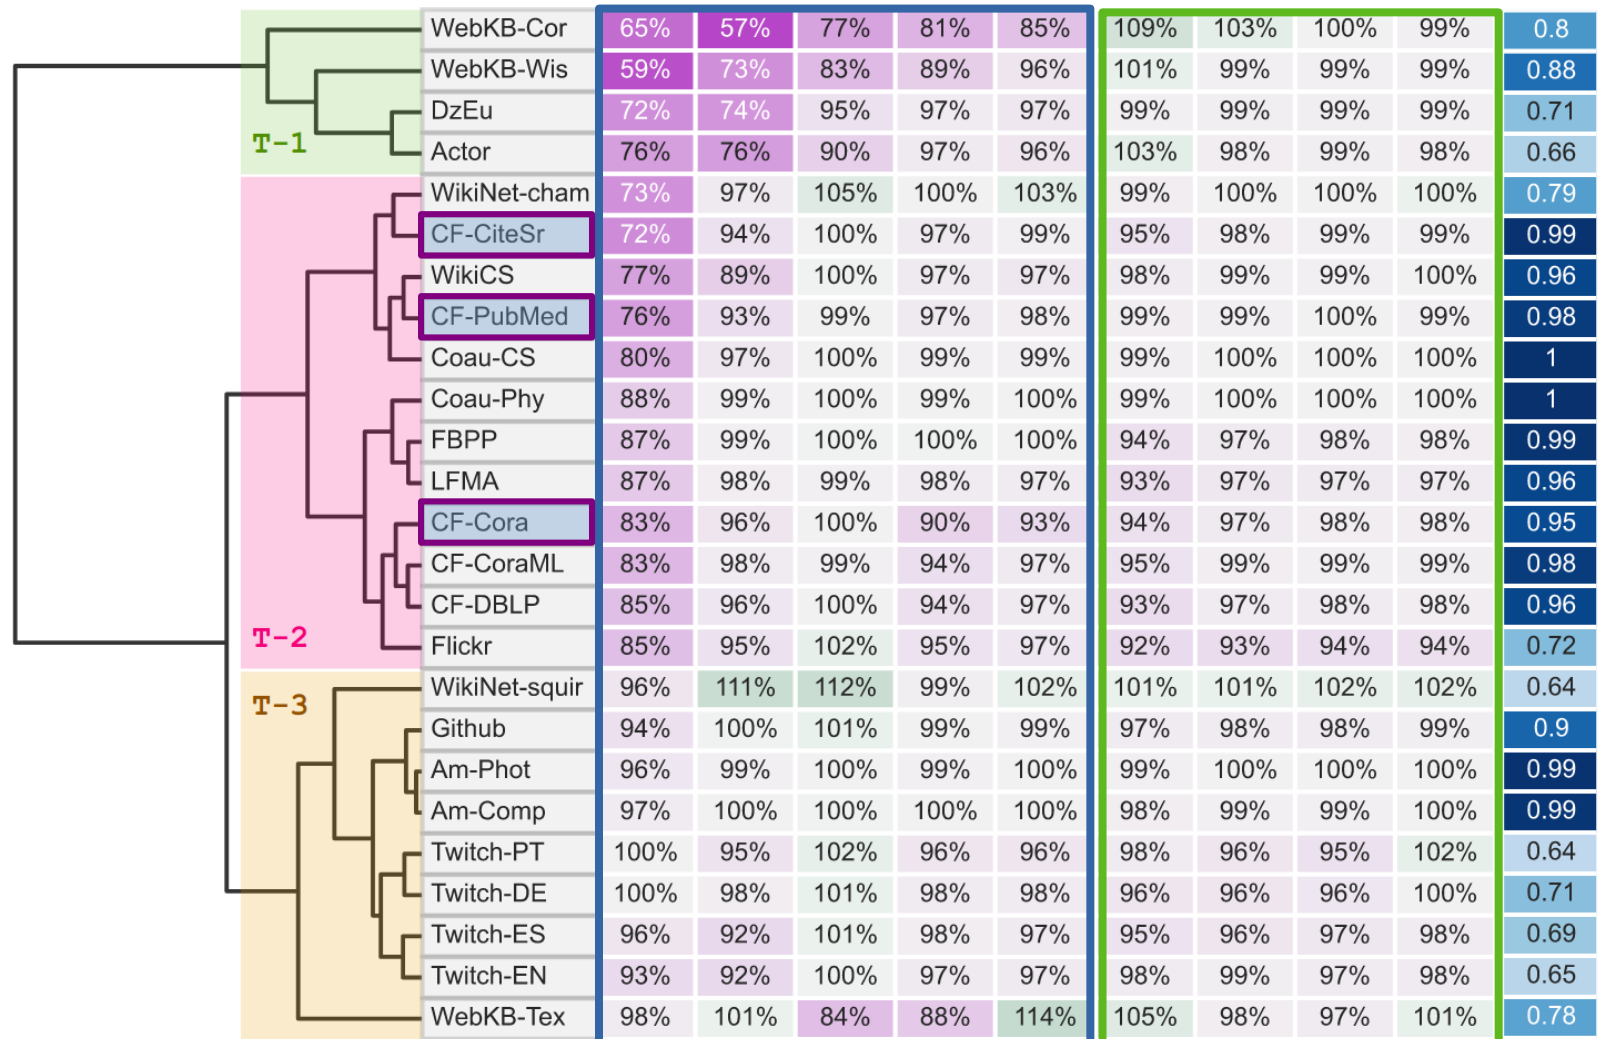 WebKB-Cor 65% 57% 77% 81% 85% 109% 103% 100% 99% 0.8
WebKB-Wis 59% 73% 83% 89% 96% 101% 99% 99% 99% 0.88
DzEu 72% 74% 95% 97% 97% 99% 99% 99% 99% 0.71
T-1
Actor 76% 76% 90% 97% 96% 103% 98% 99% 98% 0.66
WikiNet-cham 73% 97% 105% 100% 103% 99% 100% 100% 100% 0.79
CF-CiteSr 72% 94% 100% 97% 99% 95% 98% 99% 99% 0.99
WikiCS 77% 89% 100% 97% 97% 98% 99% 99% 100% 0.96
CF-PubMed 76% 93% 99% 97% 98% 99% 99% 100% 99% 0.98
Coau-CS 80% 97% 100% 99% 99% 99% 100% 100% 100% 1
Coau-Phy 88% 99% 100% 99% 100% 99% 100% 100% 100% 1
FBPP 87% 99% 100% 100% 100% 94% 97% 98% 98% 0.99
LFMA 87% 98% 99% 98% 97% 93% 97% 97% 97% 0.96
CF-Cora 83% 96% 100% 90% 93% 94% 97% 98% 98% 0.95
CF-CoraML 83% 98% 99% 94% 97% 95% 99% 99% 99% 0.98
CF-DBLP 85% 96% 100% 94% 97% 93% 97% 98% 98% 0.96
T-2
Flickr 85% 95% 102% 95% 97% 92% 93% 94% 94% 0.72
WikiNet-squir 96% 111% 112% 99% 102% 101% 101% 102% 102% 0.64
T-3
Github 94% 100% 101% 99% 99% 97% 98% 98% 99% 0.9
Am-Phot 96% 99% 100% 99% 100% 99% 100% 100% 100% 0.99
Am-Comp 97% 100% 100% 100% 100% 98% 99% 99% 100% 0.99
Twitch-PT 100% 95% 102% 96% 96% 98% 96% 95% 102% 0.64
Twitch-DE 100% 98% 101% 98% 98% 96% 96% 96% 100% 0.71
Twitch-ES 96% 92% 101% 98% 97% 95% 96% 97% 98% 0.69
Twitch-EN 93% 92% 100% 97% 97% 98% 99% 97% 98% 0.65
WebKB-Tex 98% 101% 84% 88% 114% 105% 98% 97% 101% 0.78